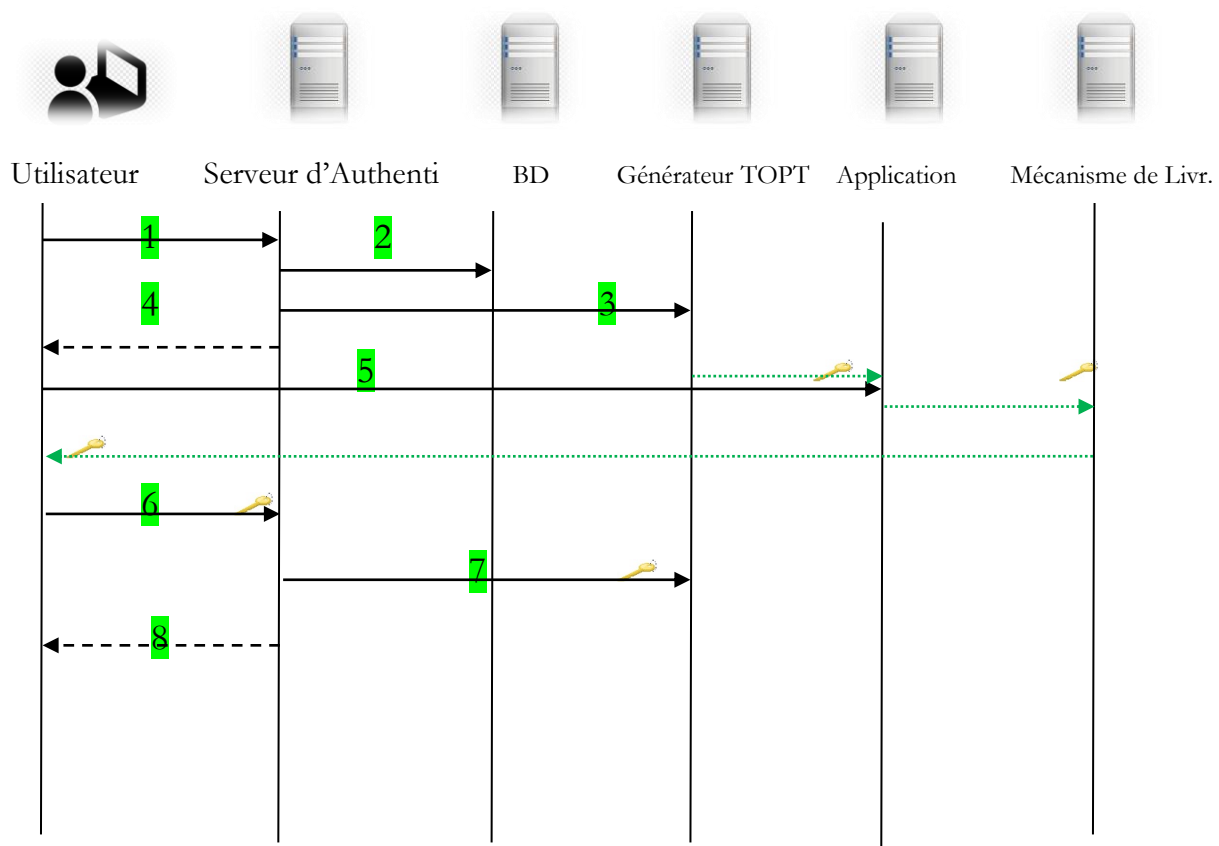 Utilisateur
Serveur d'Authenti
BD
Générateur TOPT
Application
Mécanisme de Livr.
1
2
4
3
5
6
7
8